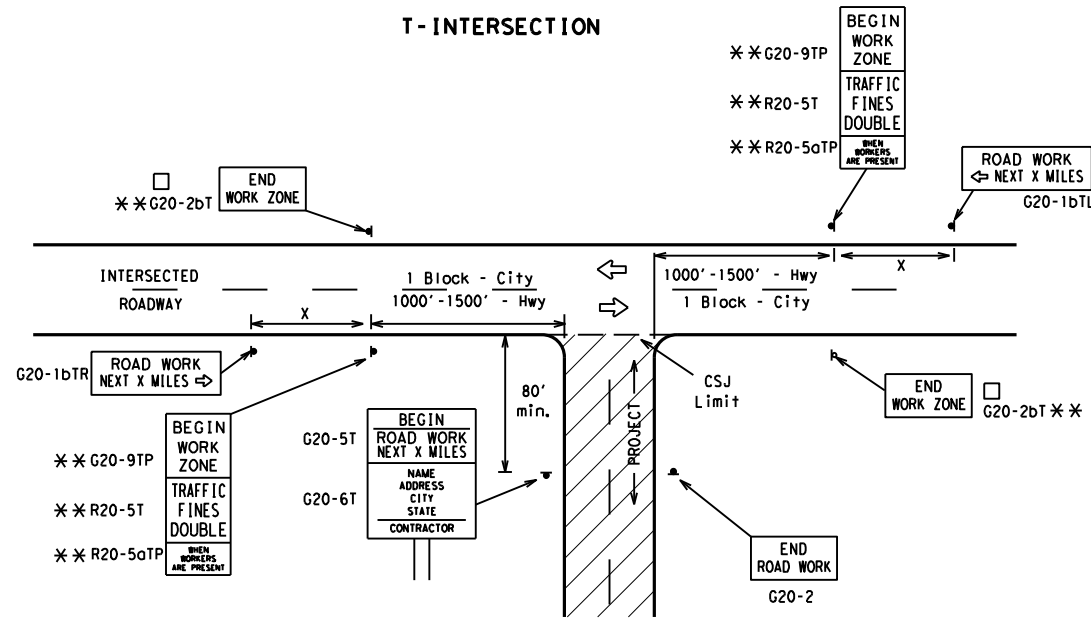 T-INTERSECTION
BEGIN
WORK
ZONE
TRAFFIC
FINES
DOUBLE
WHEN
WORKERS
ARE PRESENT
**G20-9TP
**R20-5T
**R20-5aTP
ROAD WORK
⇦ NEXT X MILES
G20-1bTL
□
**G20-2bT
END
WORK ZONE
INTERSECTED
ROADWAY
1 Block - City
1000'-1500' - Hwy
X
1000'-1500' - Hwy
1 Block - City
X
G20-1bTR
ROAD WORK
NEXT X MILES ⇨
80'
min.
CSJ
Limit
PROJECT
END
WORK ZONE
□
G20-2bT **
BEGIN
WORK
ZONE
TRAFFIC
FINES
DOUBLE
WHEN
WORKERS
ARE PRESENT
**G20-9TP
**R20-5T
**R20-5aTP
G20-5T
BEGIN
ROAD WORK
NEXT X MILES
G20-6T
NAME
ADDRESS
CITY
STATE
CONTRACTOR
END
ROAD WORK
G20-2